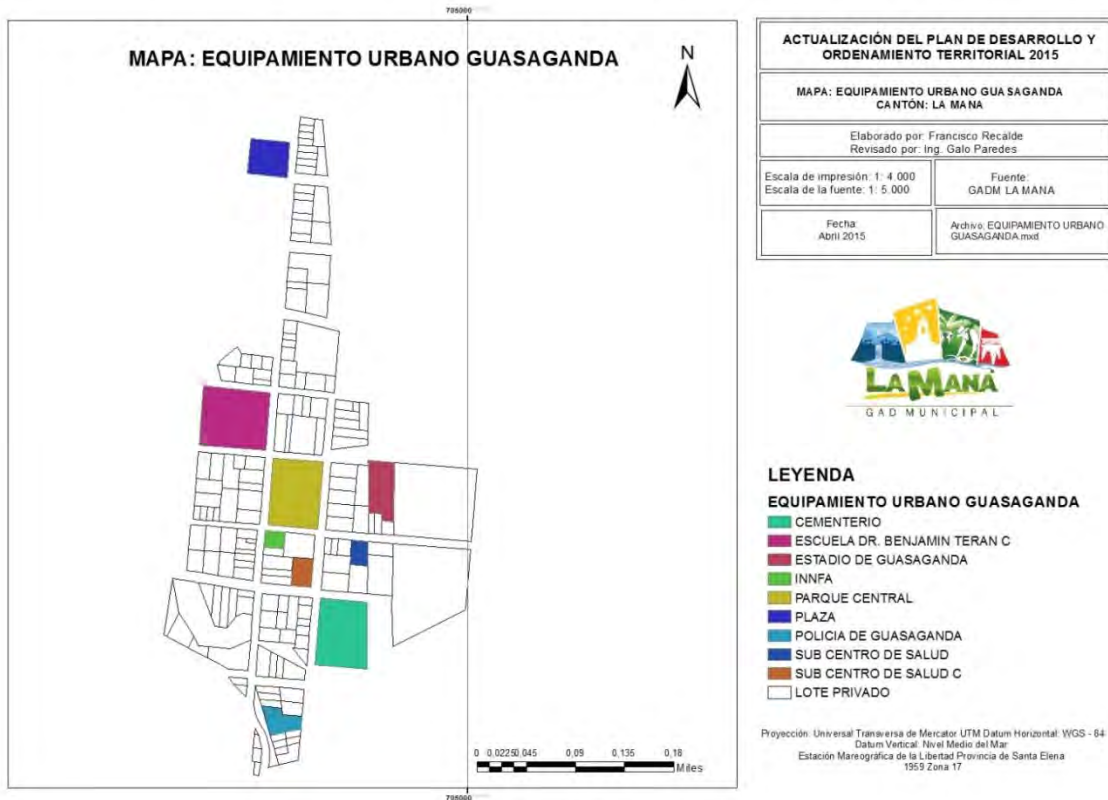 705000
MAPA: EQUIPAMIENTO URBANO GUASAGANDA
N
0 0,0225 0,045 0,09 0,135 0,18
Miles
705000
ACTUALIZACIÓN DEL PLAN DE DESARROLLO Y
ORDENAMIENTO TERRITORIAL 2015
MAPA: EQUIPAMIENTO URBANO GUASAGANDA
CANTÓN: LA MANA
Elaborado por: Francisco Recalde
Revisado por: Ing. Galo Paredes
Escala de impresión: 1: 4.000
Escala de la fuente: 1: 5.000
Fuente:
GADM LA MANA
Fecha:
Abril 2015
Archivo: EQUIPAMIENTO URBANO
GUASAGANDA.mxd
LA MANÁ
GAD MUNICIPAL
LEYENDA
EQUIPAMIENTO URBANO GUASAGANDA
CEMENTERIO
ESCUELA DR. BENJAMIN TERAN C
ESTADIO DE GUASAGANDA
INNFA
PARQUE CENTRAL
PLAZA
POLICIA DE GUASAGANDA
SUB CENTRO DE SALUD
SUB CENTRO DE SALUD C
LOTE PRIVADO
Proyección: Universal Transversa de Mercator UTM Datum Horizontal: WGS - 84
Datum Vertical: Nivel Medio del Mar
Estación Mareográfica de la Libertad Provincia de Santa Elena
1959 Zona 17